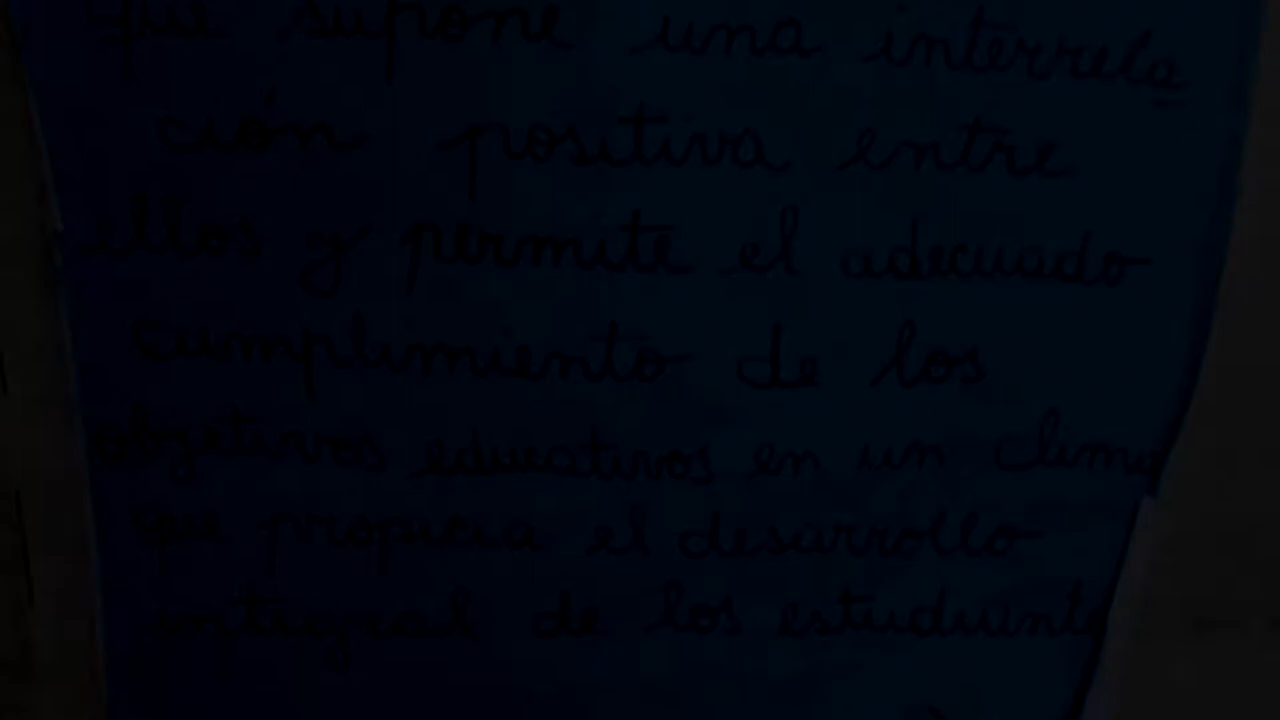 que supone una interrela
ción positiva entre
ellos y permite el adecuado
cumplimiento de los
objetivos educativos en un clima
que propicia el desarrollo
integral de los estudiante